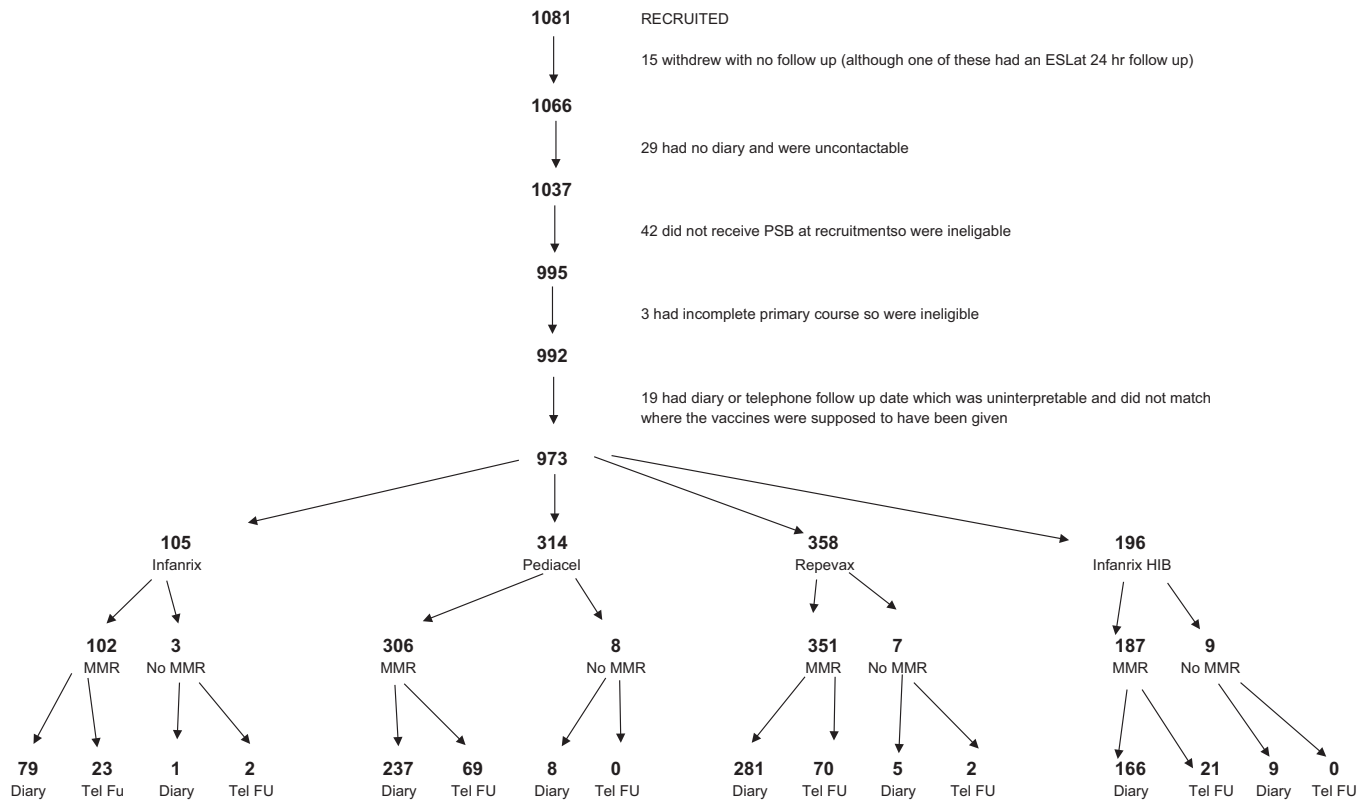 1081 RECRUITED
15 withdrew with no follow up (although one of these had an ESLat 24 hr follow up)
1066
29 had no diary and were uncontactable
1037
42 did not receive PSB at recruitmentso were ineligable
995
3 had incomplete primary course so were ineligible
992
19 had diary or telephone follow up date which was uninterpretable and did not match
where the vaccines were supposed to have been given
973
105 314 358 196
Infanrix Pediacel Repevax Infanrix HIB
102 3 306 8 351 7 187 9
MMR No MMR MMR No MMR MMR No MMR MMR No MMR
79 23 1 2 237 69 8 0 281 70 5 2 166 21 9 0
Diary Tel Fu Diary Tel FU Diary Tel FU Diary Tel FU Diary Tel FU Diary Tel FU Diary Tel FU Diary Tel FU